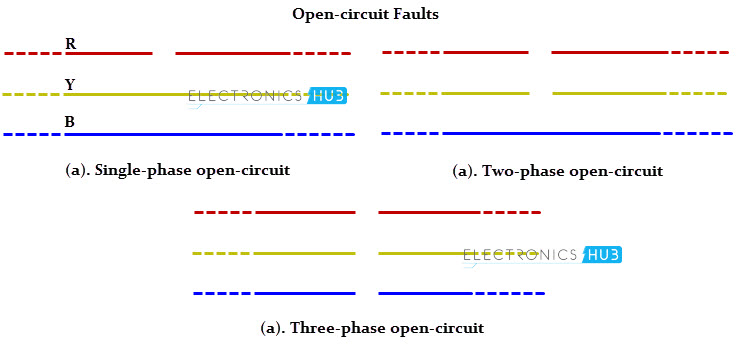 Open-circuit Faults
R
Y
ELECTRONICS HUB
B
(a). Single-phase open-circuit
(a). Two-phase open-circuit
ELECTRONICS HUB
(a). Three-phase open-circuit